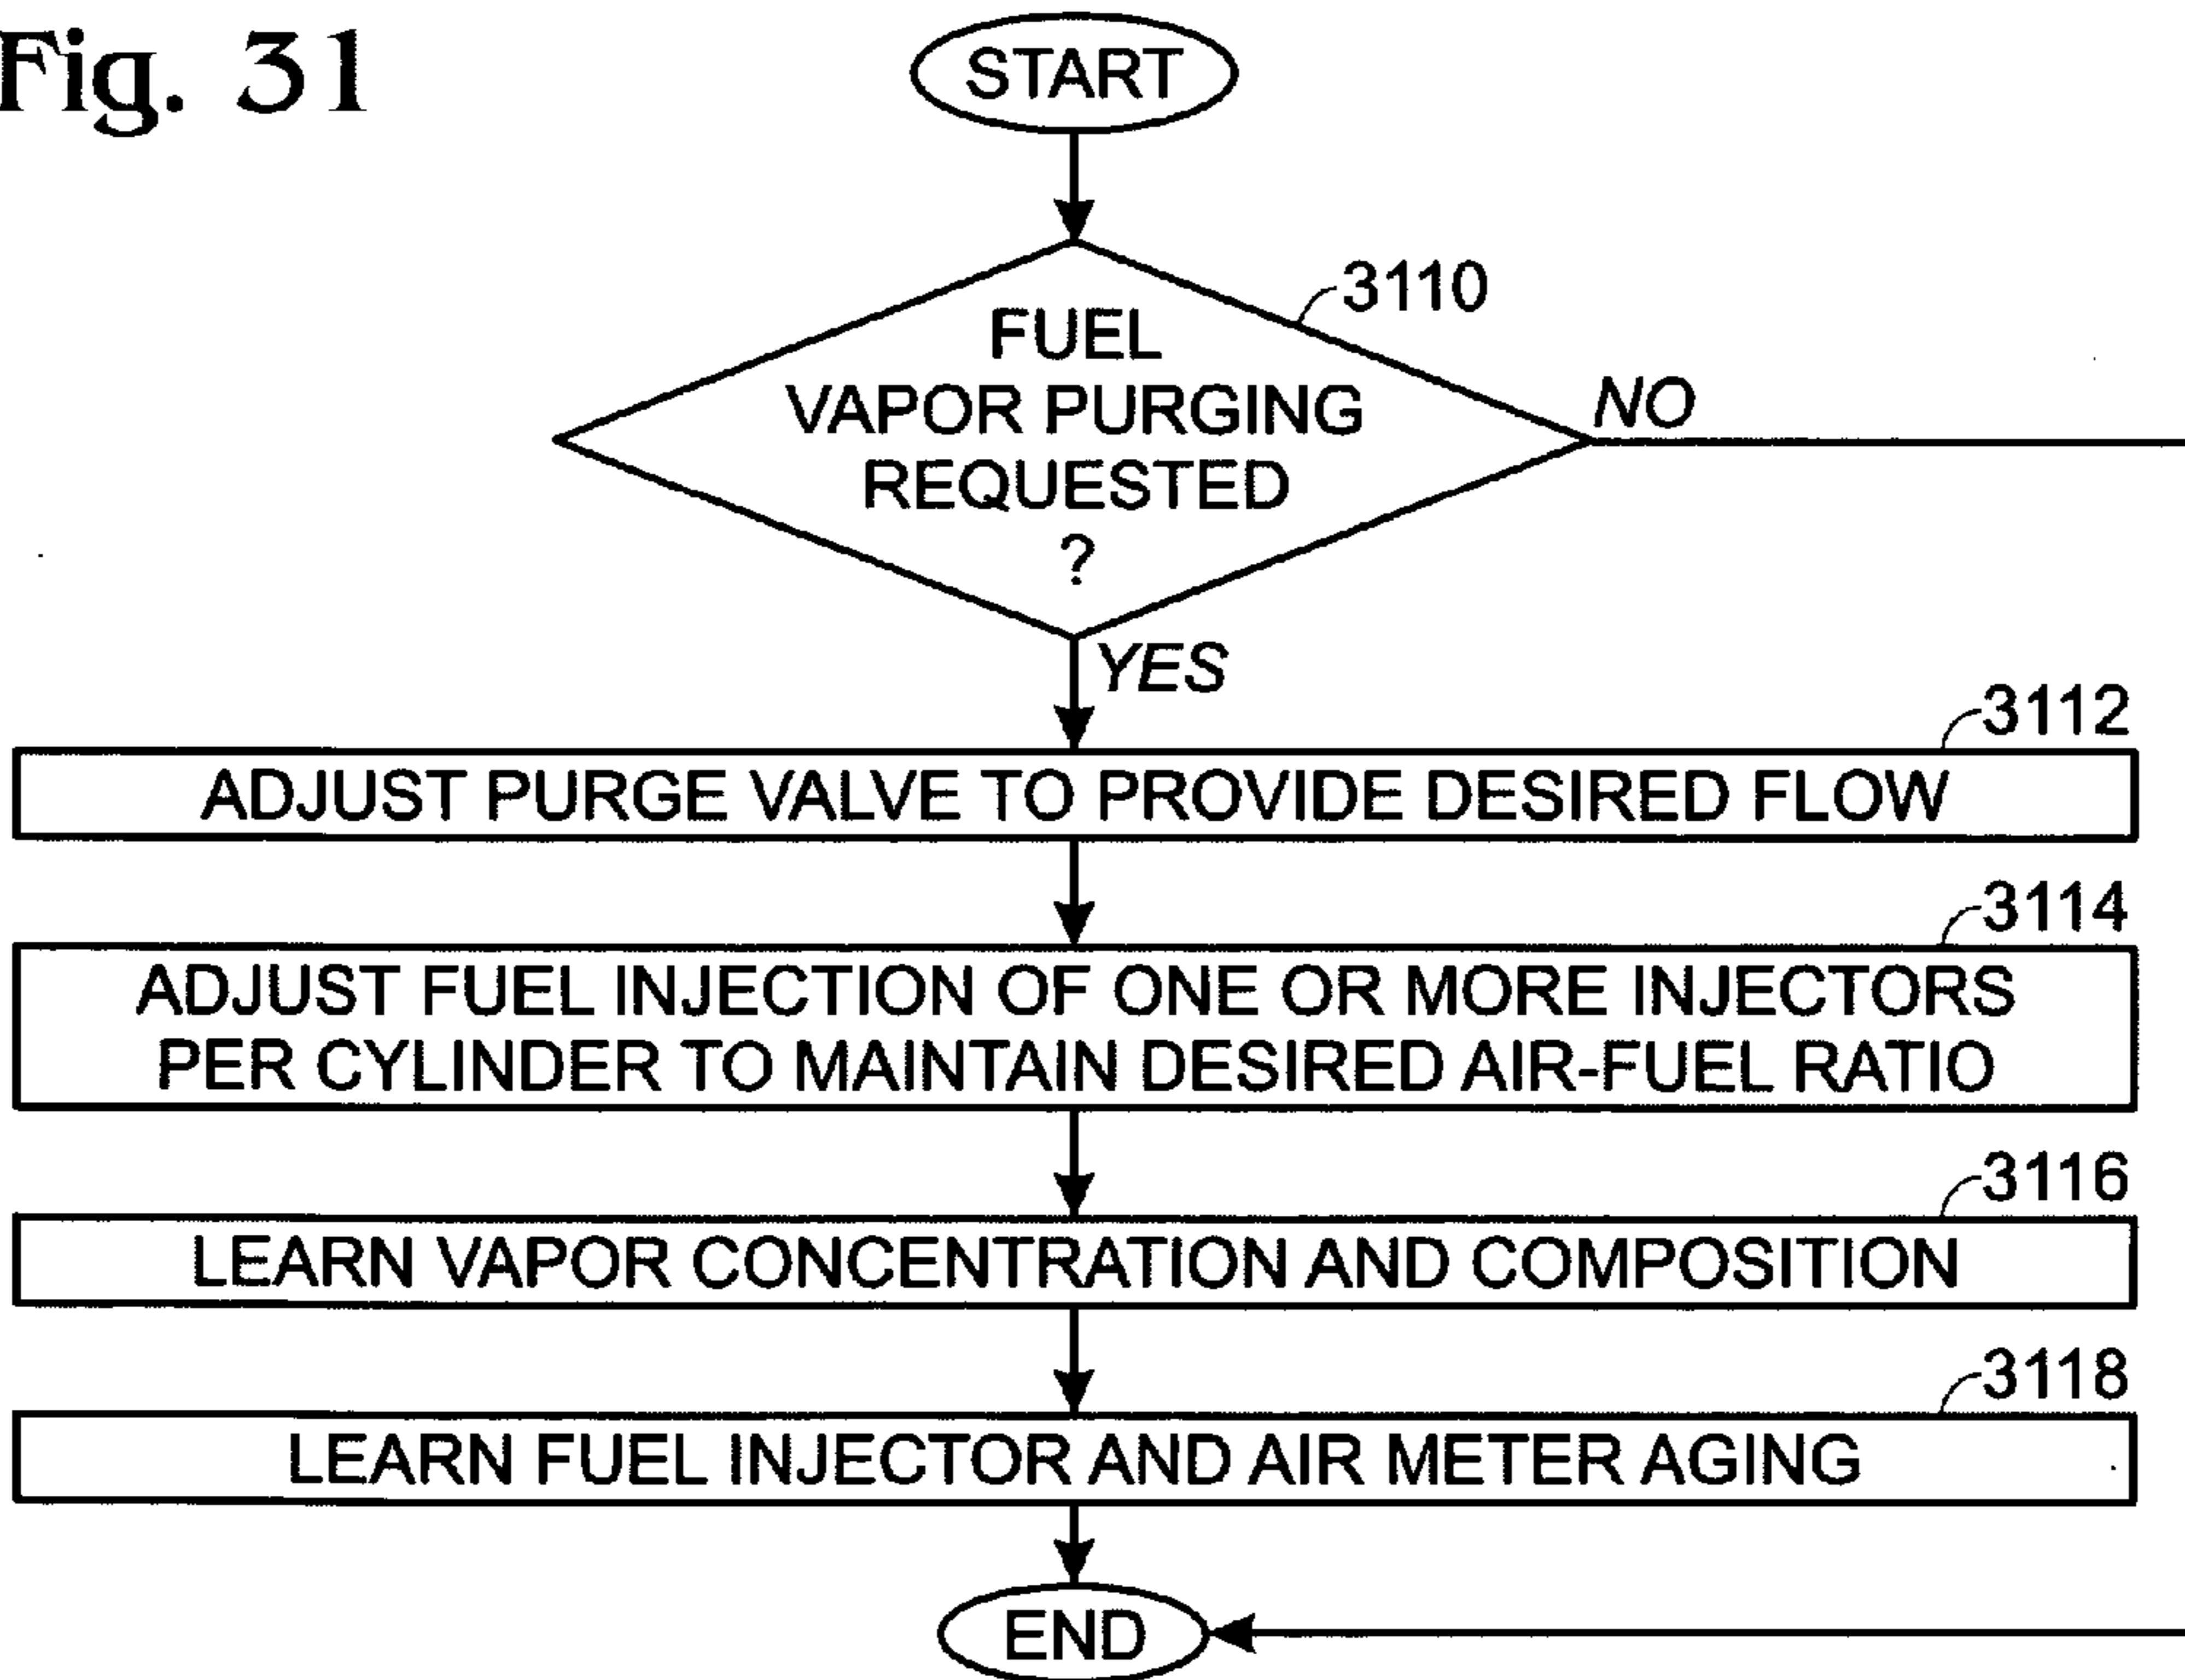 Fig. 31
START
3110
FUEL
VAPOR PURGING
REQUESTED
?
NO
YES
3112
ADJUST PURGE VALVE TO PROVIDE DESIRED FLOW
3114
ADJUST FUEL INJECTION OF ONE OR MORE INJECTORS
PER CYLINDER TO MAINTAIN DESIRED AIR-FUEL RATIO
3116
LEARN VAPOR CONCENTRATION AND COMPOSITION
3118
LEARN FUEL INJECTOR AND AIR METER AGING
END